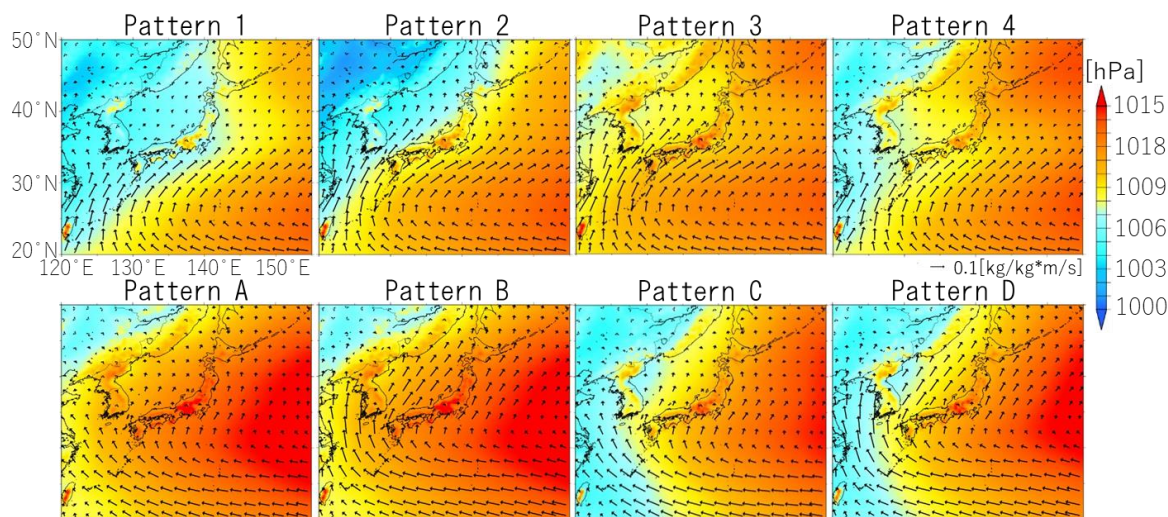 Pattern 1
Pattern 2
Pattern 3
Pattern 4
50°N
40°N
30°N
20°N
120°E
130°E
140°E
150°E
[hPa]
1015
1018
1009
1006
1003
1000
→ 0.1[kg/kg*m/s]
Pattern A
Pattern B
Pattern C
Pattern D